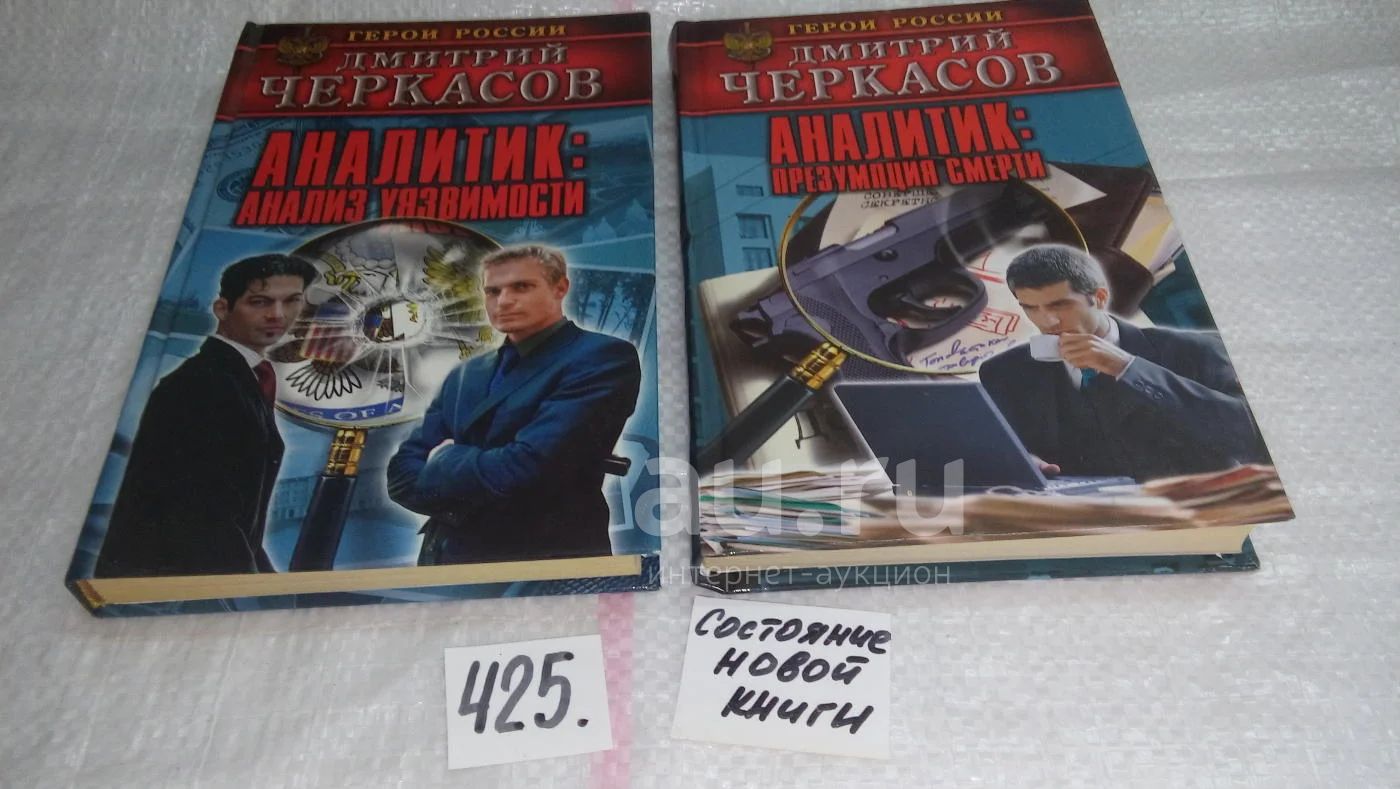 ГЕРОИ РОССИИ
ДМИТРИЙ
ЧЕРКАСОВ
АНАЛИТИК:
АНАЛИЗ УЯЗВИМОСТИ
ГЕРОИ РОССИИ
ДМИТРИЙ
ЧЕРКАСОВ
АНАЛИТИК:
ПРЕЗУМПЦИЯ СМЕРТИ
СЕКРЕТНО
au.ru
интернет-аукцион
425.
Состояние
новой
книги